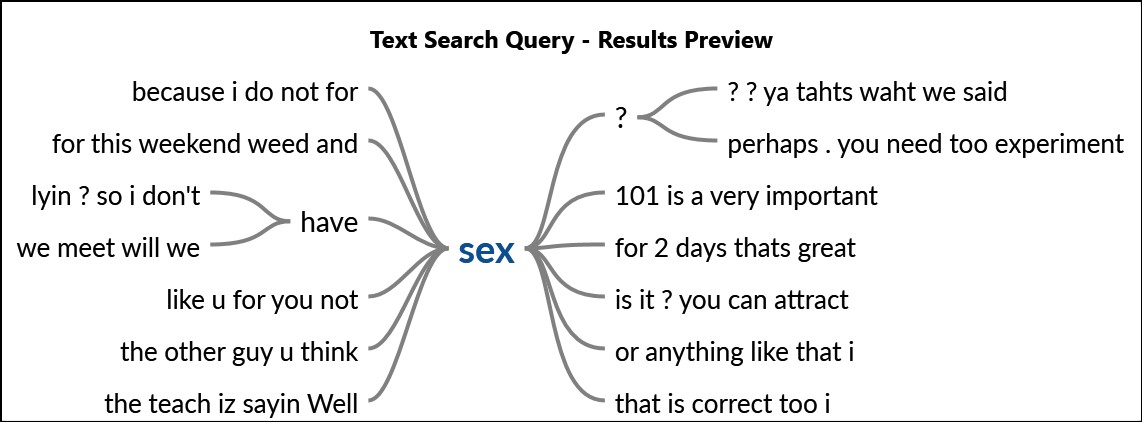 Text Search Query - Results Preview
because i do not for
for this weekend weed and
lyin ? so i don't
we meet will we
have
like u for you not
the other guy u think
the teach iz sayin Well
sex
?
? ? ya tahts waht we said
perhaps . you need too experiment
101 is a very important
for 2 days thats great
is it ? you can attract
or anything like that i
that is correct too i